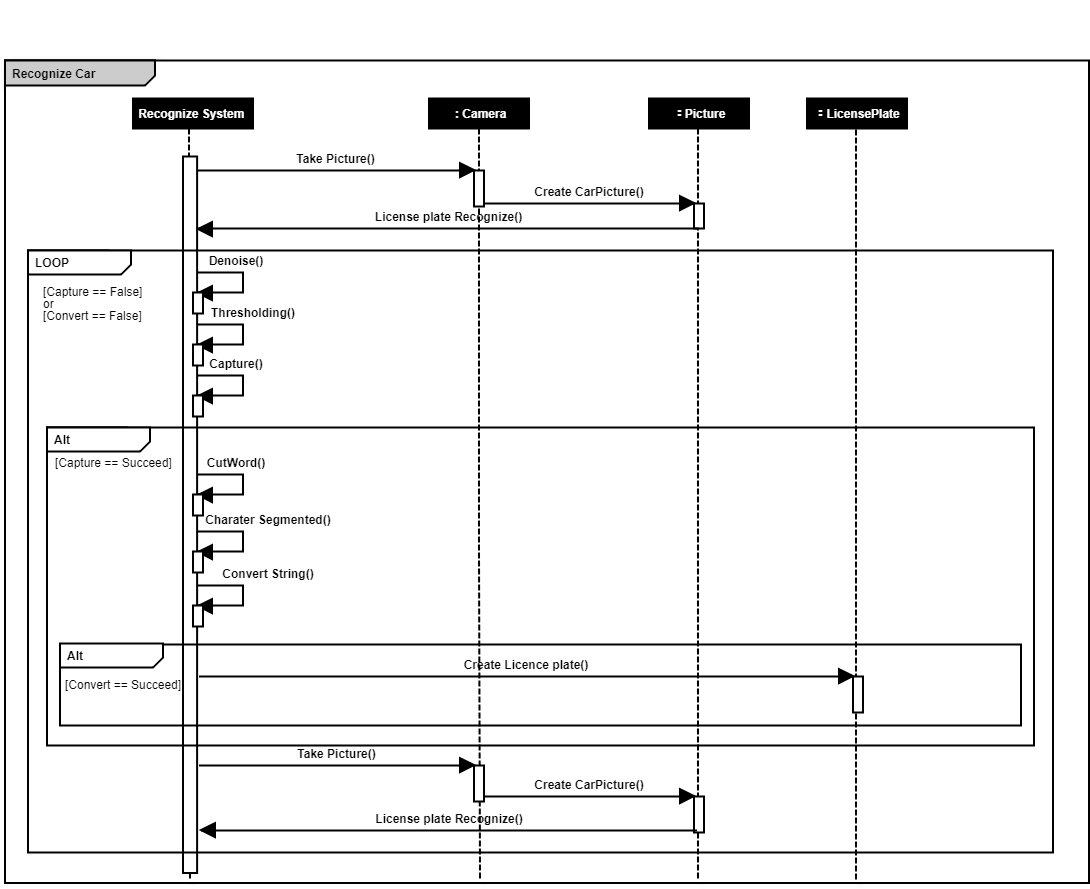 Recognize Car
Recognize System
: Camera
: Picture
: LicensePlate
Take Picture()
Create CarPicture()
License plate Recognize()
LOOP
Denoise()
[Capture == False]
or
[Convert == False]
Thresholding()
Capture()
Alt
[Capture == Succeed]
CutWord()
Charater Segmented()
Convert String()
Alt
Create Licence plate()
[Convert == Succeed]
Take Picture()
Create CarPicture()
License plate Recognize()